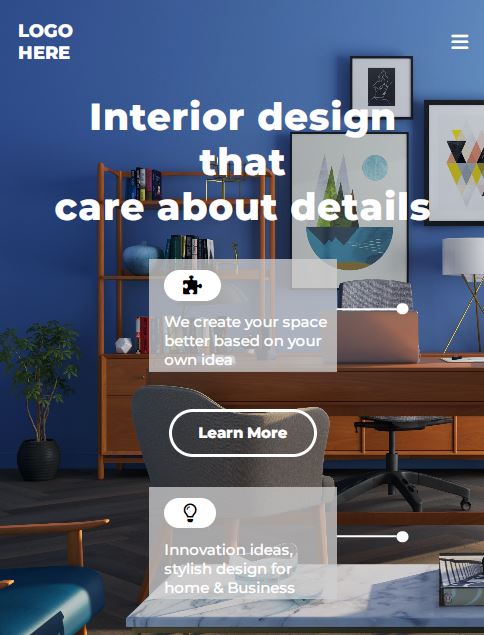 LOGO
HERE
Interior design
that
care about details
We create your space
better based on your
own idea
Learn More
Innovation ideas,
stylish design for
home & Business